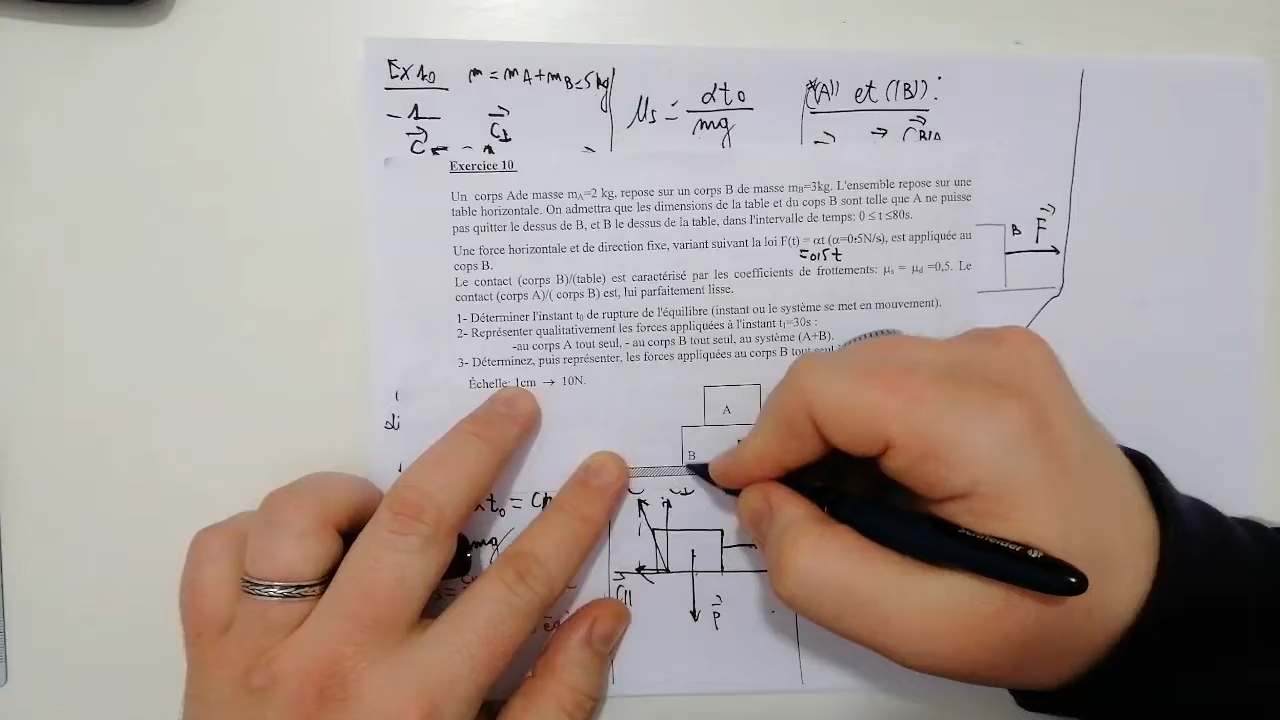 Ex 10 m = mA + mB = 5 kg
- 1
C C⊥
μs = αt0 / mg
"(A)" et "(B)":
CB/A
Exercice 10
Un corps Ade masse mA=2 kg, repose sur un corps B de masse mB=3kg. L'ensemble repose sur une
table horizontale. On admettra que les dimensions de la table et du cops B sont telle que A ne puisse
pas quitter le dessus de B, et B le dessus de la table, dans l'intervalle de temps: 0 ≤ t ≤80s.
Une force horizontale et de direction fixe, variant suivant la loi F(t) = αt (α=0.5N/s), est appliquée au
=0,5 t
cops B.
Le contact (corps B)/(table) est caractérisé par les coefficients de frottements: μs = μd =0,5. Le
contact (corps A)/( corps B) est, lui parfaitement lisse.
1- Déterminer l'instant t0 de rupture de l'équilibre (instant ou le système se met en mouvement).
2- Représenter qualitativement les forces appliquées à l'instant t1=30s :
-au corps A tout seul, - au corps B tout seul, au système (A+B).
3- Déterminez, puis représenter, les forces appliquées au corps B tout seul
Échelle: 1cm → 10N.
B F
A
B
di
t0 =
mg
C||
P
schneider